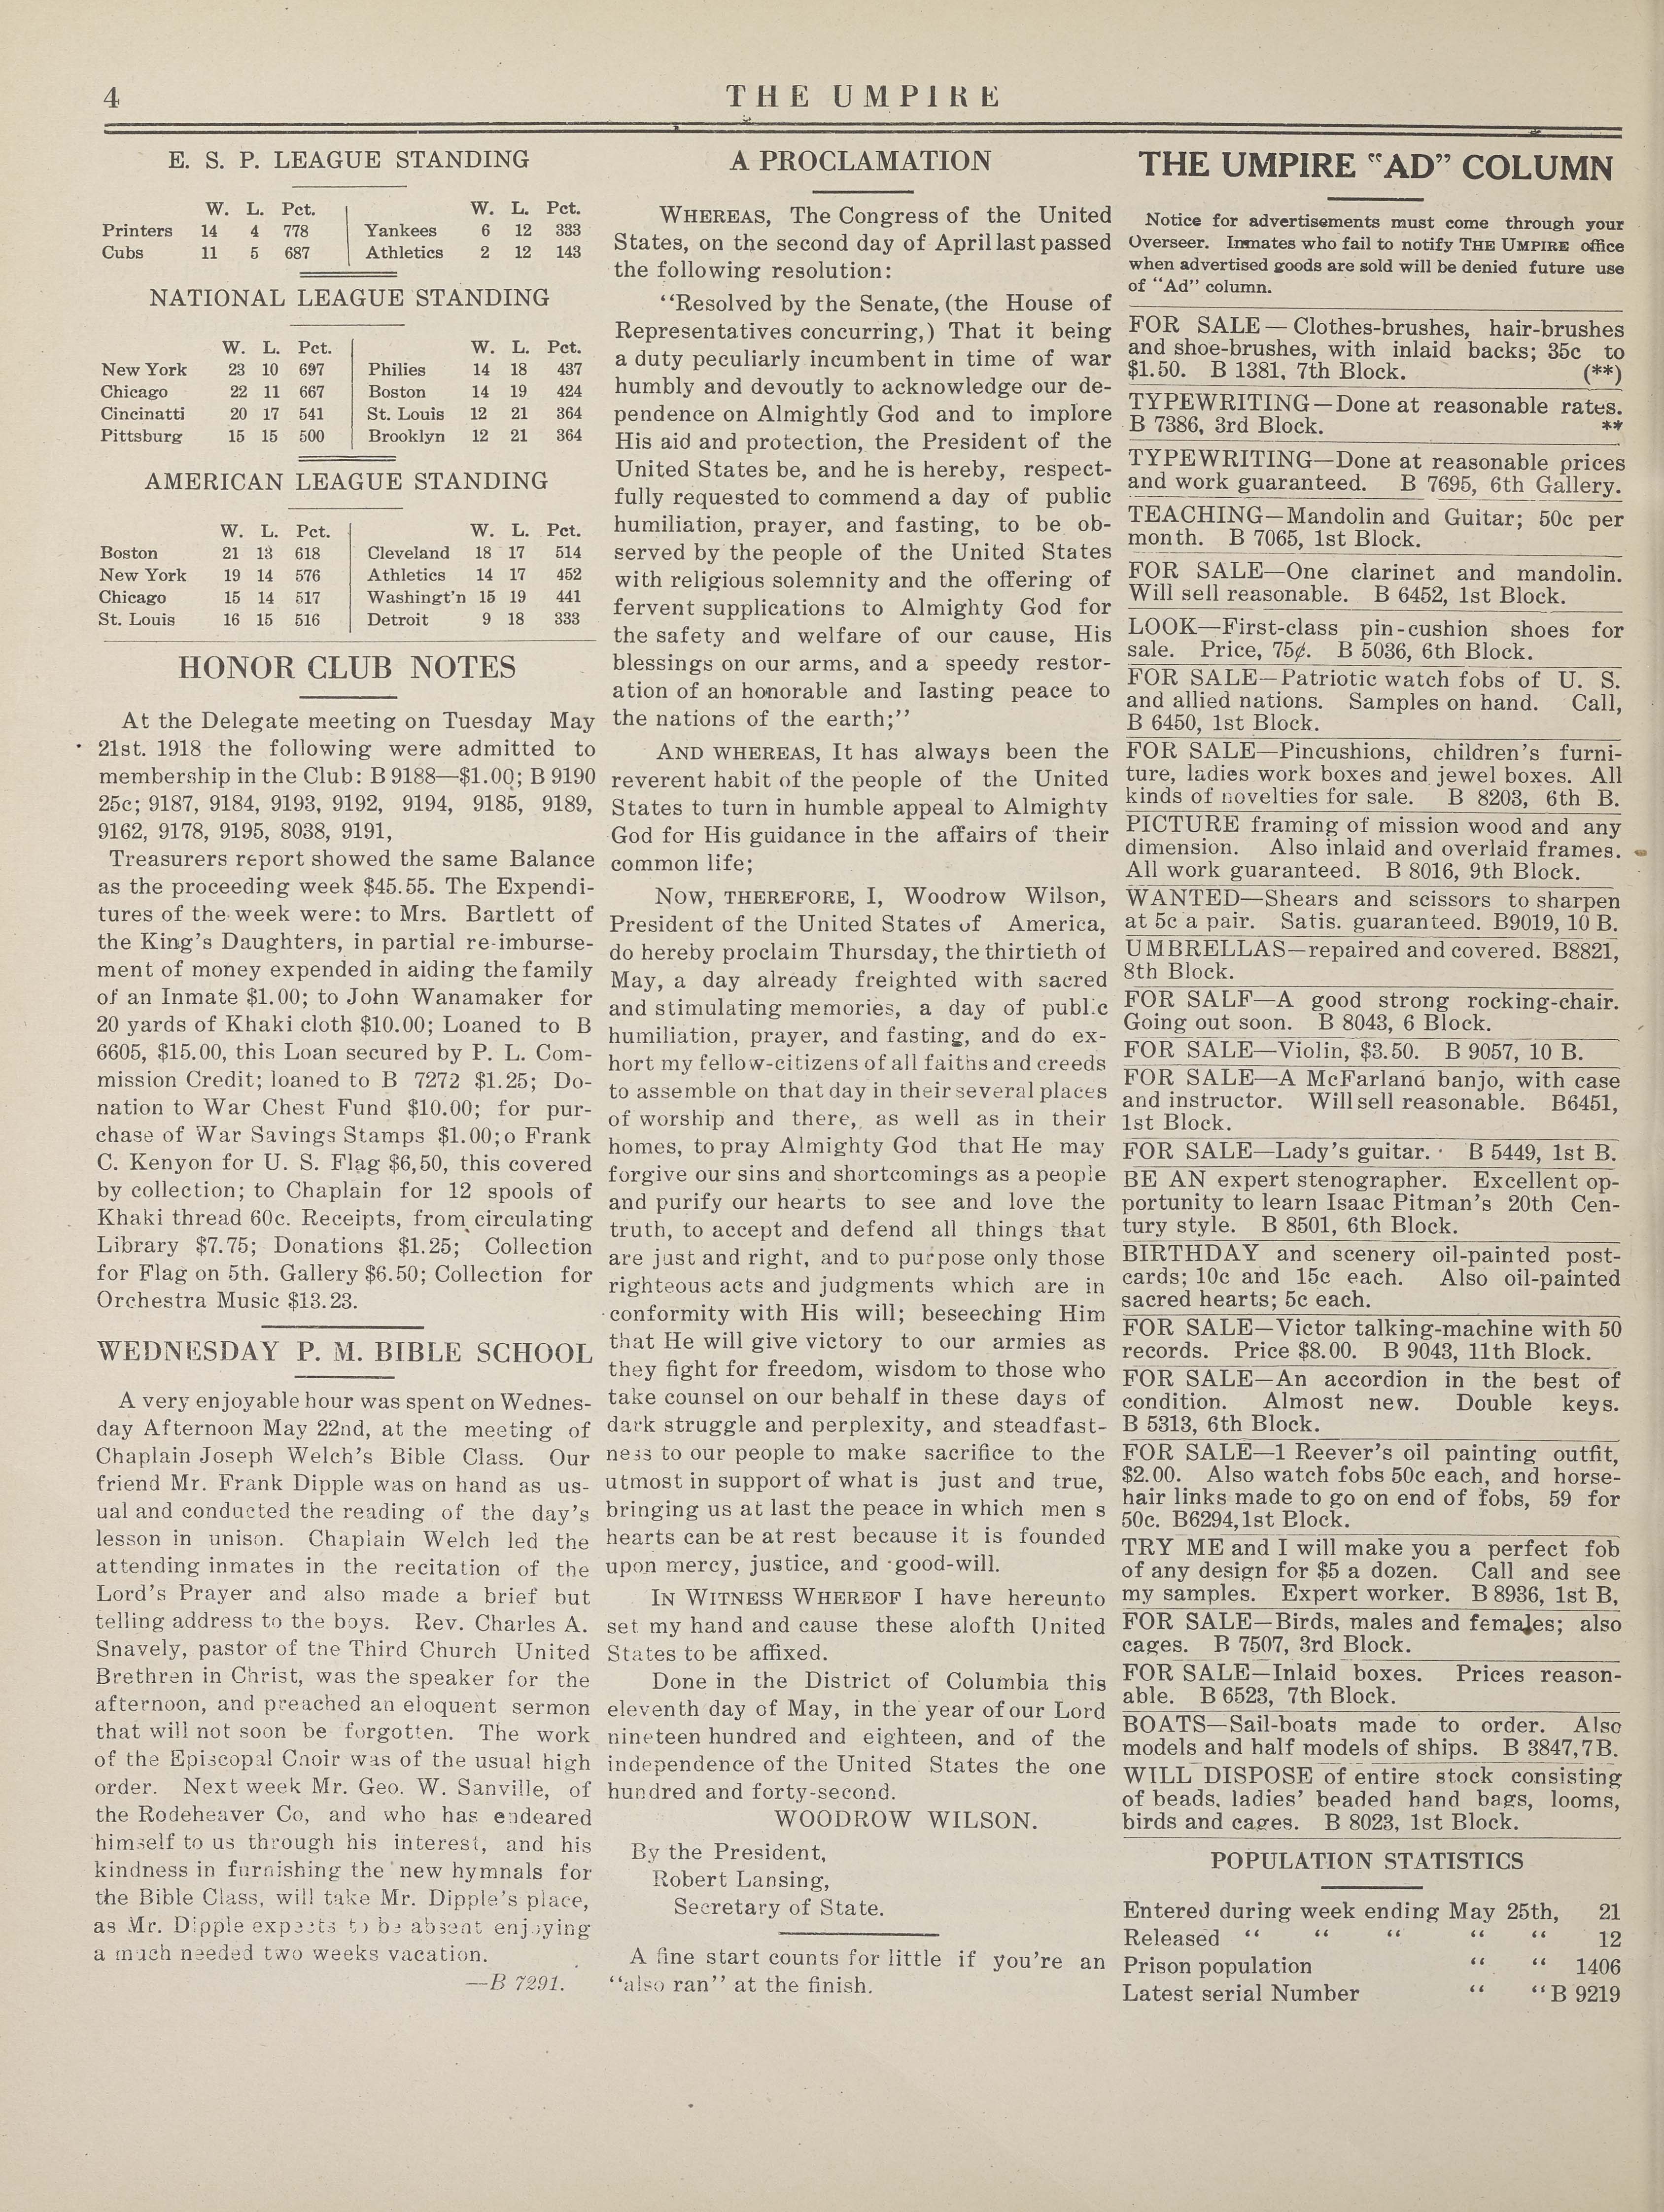 4
THE UMPIRE
E. S. P. LEAGUE STANDING
W. L. Pct. W. L. Pct.
Printers 14 4 778 Yankees 6 12 333
Cubs 11 5 687 Athletics 2 12 143
NATIONAL LEAGUE STANDING
W. L. Pct. W. L. Pct.
New York 23 10 697 Philies 14 18 437
Chicago 22 11 667 Boston 14 19 424
Cincinatti 20 17 541 St. Louis 12 21 364
Pittsburg 15 15 500 Brooklyn 12 21 364
AMERICAN LEAGUE STANDING
W. L. Pct. W. L. Pct.
Boston 21 13 618 Cleveland 18 17 514
New York 19 14 576 Athletics 14 17 452
Chicago 15 14 517 Washingt'n 15 19 441
St. Louis 16 15 516 Detroit 9 18 333
HONOR CLUB NOTES
At the Delegate meeting on Tuesday May
21st. 1918 the following were admitted to
membership in the Club: B 9188—$1.00; B 9190
25c; 9187, 9184, 9193, 9192, 9194, 9185, 9189,
9162, 9178, 9195, 8038, 9191,
Treasurers report showed the same Balance
as the proceeding week $45.55. The Expendi-
tures of the week were: to Mrs. Bartlett of
the King's Daughters, in partial re-imburse-
ment of money expended in aiding the family
of an Inmate $1.00; to John Wanamaker for
20 yards of Khaki cloth $10.00; Loaned to B
6605, $15.00, this Loan secured by P. L. Com-
mission Credit; loaned to B 7272 $1.25; Do-
nation to War Chest Fund $10.00; for pur-
chase of War Savings Stamps $1.00;o Frank
C. Kenyon for U. S. Flag $6,50, this covered
by collection; to Chaplain for 12 spools of
Khaki thread 60c. Receipts, from circulating
Library $7.75; Donations $1.25; Collection
for Flag on 5th. Gallery $6.50; Collection for
Orchestra Music $13.23.
WEDNESDAY P. M. BIBLE SCHOOL
A very enjoyable hour was spent on Wednes-
day Afternoon May 22nd, at the meeting of
Chaplain Joseph Welch's Bible Class. Our
friend Mr. Frank Dipple was on hand as us-
ual and conducted the reading of the day's
lesson in unison. Chaplain Welch led the
attending inmates in the recitation of the
Lord's Prayer and also made a brief but
telling address to the boys. Rev. Charles A.
Snavely, pastor of the Third Church United
Brethren in Christ, was the speaker for the
afternoon, and preached an eloquent sermon
that will not soon be forgotten. The work
of the Episcopal Choir was of the usual high
order. Next week Mr. Geo. W. Sanville, of
the Rodeheaver Co, and who has endeared
himself to us through his interest, and his
kindness in furnishing the new hymnals for
the Bible Class, will take Mr. Dipple's place,
as Mr. Dipple expects to be absent enjoying
a much needed two weeks vacation.
—B 7291.
A PROCLAMATION
WHEREAS, The Congress of the United
States, on the second day of April last passed
the following resolution:
"Resolved by the Senate, (the House of
Representatives concurring,) That it being
a duty peculiarly incumbent in time of war
humbly and devoutly to acknowledge our de-
pendence on Almightly God and to implore
His aid and protection, the President of the
United States be, and he is hereby, respect-
fully requested to commend a day of public
humiliation, prayer, and fasting, to be ob-
served by the people of the United States
with religious solemnity and the offering of
fervent supplications to Almighty God for
the safety and welfare of our cause, His
blessings on our arms, and a speedy restor-
ation of an honorable and lasting peace to
the nations of the earth;"
AND WHEREAS, It has always been the
reverent habit of the people of the United
States to turn in humble appeal to Almighty
God for His guidance in the affairs of their
common life;
NOW, THEREFORE, I, Woodrow Wilson,
President of the United States of America,
do hereby proclaim Thursday, the thirtieth of
May, a day already freighted with sacred
and stimulating memories, a day of public
humiliation, prayer, and fasting, and do ex-
hort my fellow-citizens of all faiths and creeds
to assemble on that day in their several places
of worship and there, as well as in their
homes, to pray Almighty God that He may
forgive our sins and shortcomings as a people
and purify our hearts to see and love the
truth, to accept and defend all things that
are just and right, and to purpose only those
righteous acts and judgments which are in
conformity with His will; beseeching Him
that He will give victory to our armies as
they fight for freedom, wisdom to those who
take counsel on our behalf in these days of
dark struggle and perplexity, and steadfast-
ness to our people to make sacrifice to the
utmost in support of what is just and true,
bringing us at last the peace in which men s
hearts can be at rest because it is founded
upon mercy, justice, and good-will.
IN WITNESS WHEREOF I have hereunto
set my hand and cause these alofth United
States to be affixed.
Done in the District of Columbia this
eleventh day of May, in the year of our Lord
nineteen hundred and eighteen, and of the
independence of the United States the one
hundred and forty-second.
WOODROW WILSON.
By the President,
Robert Lansing,
Secretary of State.
A fine start counts for little if you're an
"also ran" at the finish.
THE UMPIRE "AD" COLUMN
Notice for advertisements must come through your
Overseer. Inmates who fail to notify THE UMPIRE office
when advertised goods are sold will be denied future use
of "Ad" column.
FOR SALE—Clothes-brushes, hair-brushes
and shoe-brushes, with inlaid backs; 35c to
$1.50. B 1381, 7th Block. (**)
TYPEWRITING—Done at reasonable rates.
B 7386, 3rd Block. **
TYPEWRITING—Done at reasonable prices
and work guaranteed. B 7695, 6th Gallery.
TEACHING—Mandolin and Guitar; 50c per
month. B 7065, 1st Block.
FOR SALE—One clarinet and mandolin.
Will sell reasonable. B 6452, 1st Block.
LOOK—First-class pin-cushion shoes for
sale. Price, 75¢. B 5036, 6th Block.
FOR SALE—Patriotic watch fobs of U. S.
and allied nations. Samples on hand. Call,
B 6450, 1st Block.
FOR SALE—Pincushions, children's furni-
ture, ladies work boxes and jewel boxes. All
kinds of novelties for sale. B 8203, 6th B.
PICTURE framing of mission wood and any
dimension. Also inlaid and overlaid frames.
All work guaranteed. B 8016, 9th Block.
WANTED—Shears and scissors to sharpen
at 5c a pair. Satis. guaranteed. B9019, 10 B.
UMBRELLAS—repaired and covered. B8821,
8th Block.
FOR SALF—A good strong rocking-chair.
Going out soon. B 8043, 6 Block.
FOR SALE—Violin, $3.50. B 9057, 10 B.
FOR SALE—A McFarland banjo, with case
and instructor. Will sell reasonable. B6451,
1st Block.
FOR SALE—Lady's guitar. B 5449, 1st B.
BE AN expert stenographer. Excellent op-
portunity to learn Isaac Pitman's 20th Cen-
tury style. B 8501, 6th Block.
BIRTHDAY and scenery oil-painted post-
cards; 10c and 15c each. Also oil-painted
sacred hearts; 5c each.
FOR SALE—Victor talking-machine with 50
records. Price $8.00. B 9043, 11th Block.
FOR SALE—An accordion in the best of
condition. Almost new. Double keys.
B 5313, 6th Block.
FOR SALE—1 Reever's oil painting outfit,
$2.00. Also watch fobs 50c each, and horse-
hair links made to go on end of fobs, 59 for
50c. B6294,1st Block.
TRY ME and I will make you a perfect fob
of any design for $5 a dozen. Call and see
my samples. Expert worker. B 8936, 1st B,
FOR SALE—Birds, males and females; also
cages. B 7507, 3rd Block.
FOR SALE—Inlaid boxes. Prices reason-
able. B 6523, 7th Block.
BOATS—Sail-boats made to order. Also
models and half models of ships. B 3847, 7B.
WILL DISPOSE of entire stock consisting
of beads, ladies' beaded hand bags, looms,
birds and cages. B 8023, 1st Block.
POPULATION STATISTICS
Entered during week ending May 25th, 21
Released " " " " " 12
Prison population " " 1406
Latest serial Number " " B 9219